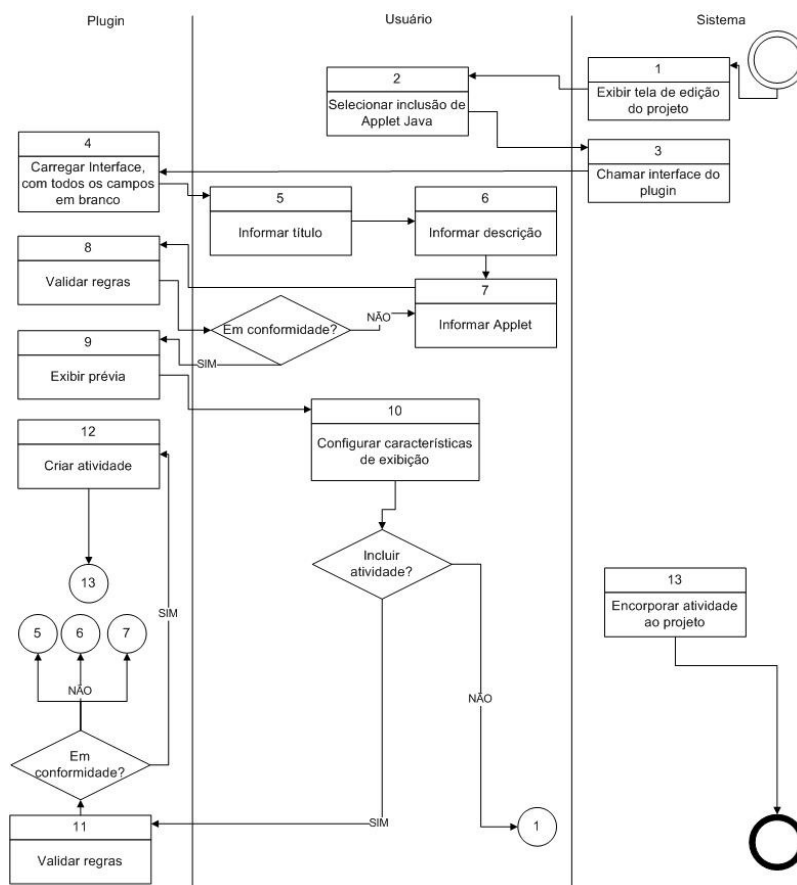 Plugin
Usuário
Sistema
1
Exibir tela de edição
do projeto
2
Selecionar inclusão de
Applet Java
3
Chamar interface do
plugin
4
Carregar Interface,
com todos os campos
em branco
5
Informar título
6
Informar descrição
7
Informar Applet
8
Validar regras
Em conformidade?
NÃO
SIM
9
Exibir prévia
10
Configurar características
de exibição
12
Criar atividade
13
Incluir
atividade?
13
Encorporar atividade
ao projeto
SIM
5
6
7
NÃO
NÃO
Em
conformidade?
SIM
1
11
Validar regras